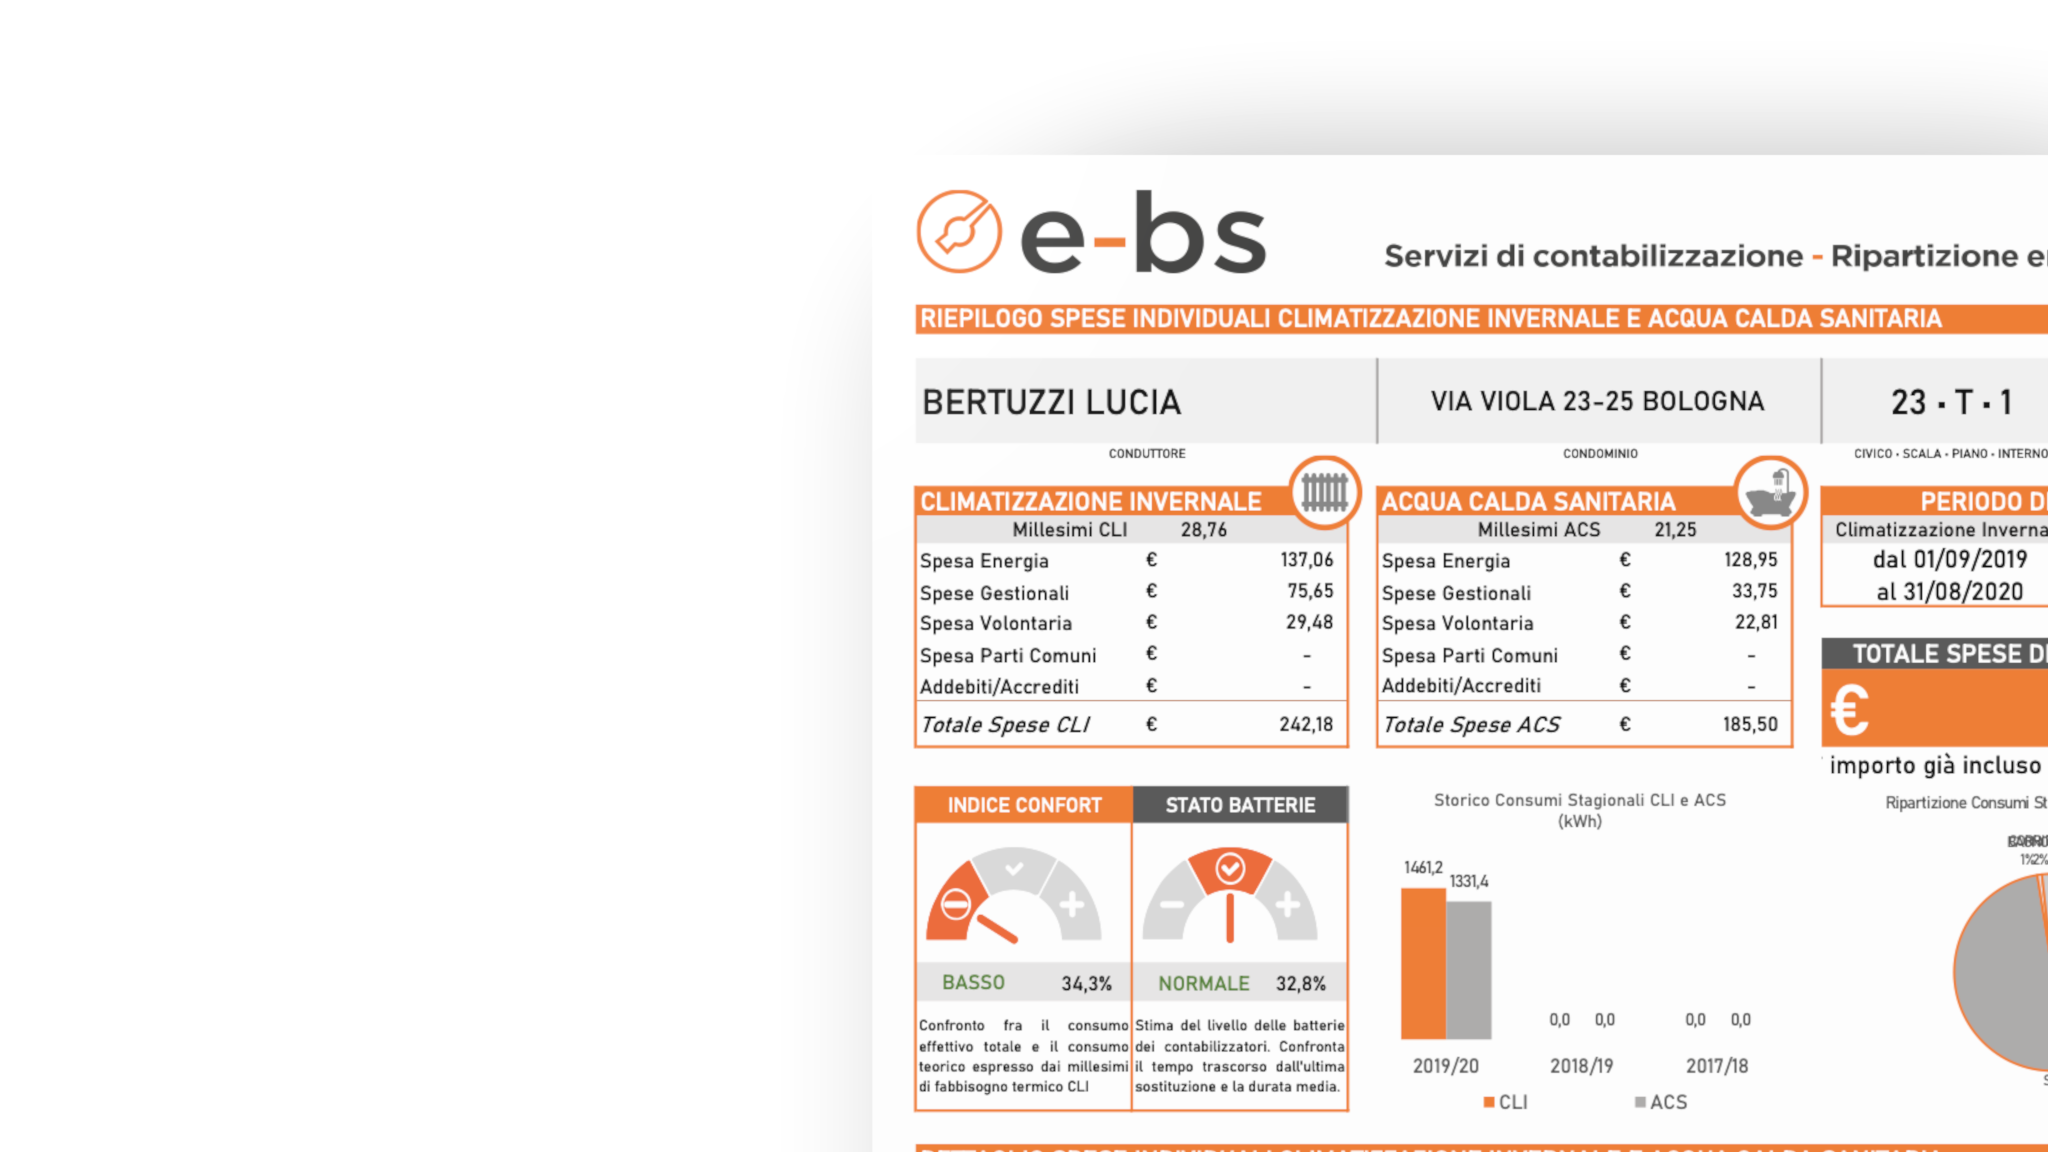 e-bs
Servizi di contabilizzazione - Ripartizione
RIEPILOGO SPESE INDIVIDUALI CLIMATIZZAZIONE INVERNALE E ACQUA CALDA SANITARIA
BERTUZZI LUCIA
VIA VIOLA 23-25 BOLOGNA
23 · T · 1
CONDUTTORE
CONDOMINIO
CIVICO · SCALA · PIANO · INTERNO
CLIMATIZZAZIONE INVERNALE
Millesimi CLI 28,76
Spesa Energia € 137,06
Spese Gestionali € 75,65
Spesa Volontaria € 29,48
Spesa Parti Comuni € -
Addebiti/Accrediti € -
Totale Spese CLI € 242,18
ACQUA CALDA SANITARIA
Millesimi ACS 21,25
Spesa Energia € 128,95
Spese Gestionali € 33,75
Spesa Volontaria € 22,81
Spesa Parti Comuni € -
Addebiti/Accrediti € -
Totale Spese ACS € 185,50
PERIODO
Climatizzazione
dal 01/09/2019
al 31/08/2020
TOTALE SPESE
€
importo già incluso
INDICE CONFORT
BASSO 34,3%
Confronto fra il consumo
effettivo totale e il consumo
teorico espresso dai millesimi
di fabbisogno termico CLI
STATO BATTERIE
NORMALE 32,8%
Stima del livello delle batterie
dei contabilizzatori. Confronta
il tempo trascorso dall'ultima
sostituzione e la durata media.
Storico Consumi Stagionali CLI e ACS
(kWh)
1461,2
1331,4
0,0 0,0 0,0 0,0
2019/20 2018/19 2017/18
CLI ACS
Ripartizione Consumi
1% 2%